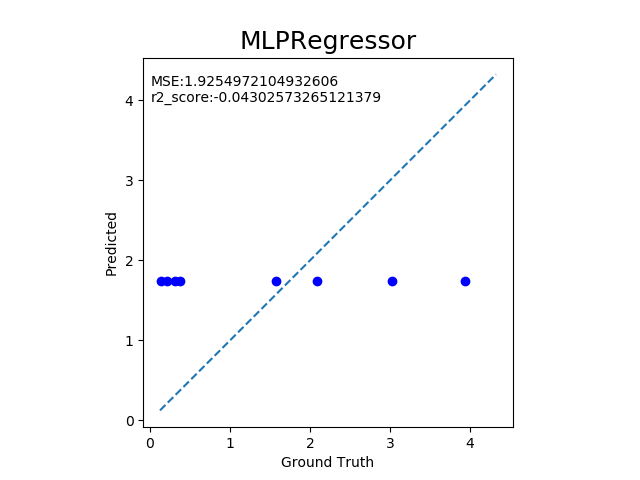 MLPRegressor
MSE:1.9254972104932606
r2_score:-0.04302573265121379
4
3
2
1
0
Predicted
0 1 2 3 4
Ground Truth